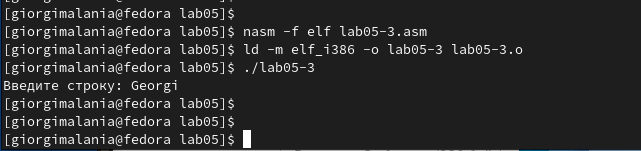 [giorgimalania@fedora lab05]$
[giorgimalania@fedora lab05]$ nasm -f elf lab05-3.asm
[giorgimalania@fedora lab05]$ ld -m elf_i386 -o lab05-3 lab05-3.o
[giorgimalania@fedora lab05]$ ./lab05-3
Введите строку: Georgi
[giorgimalania@fedora lab05]$
[giorgimalania@fedora lab05]$
[giorgimalania@fedora lab05]$